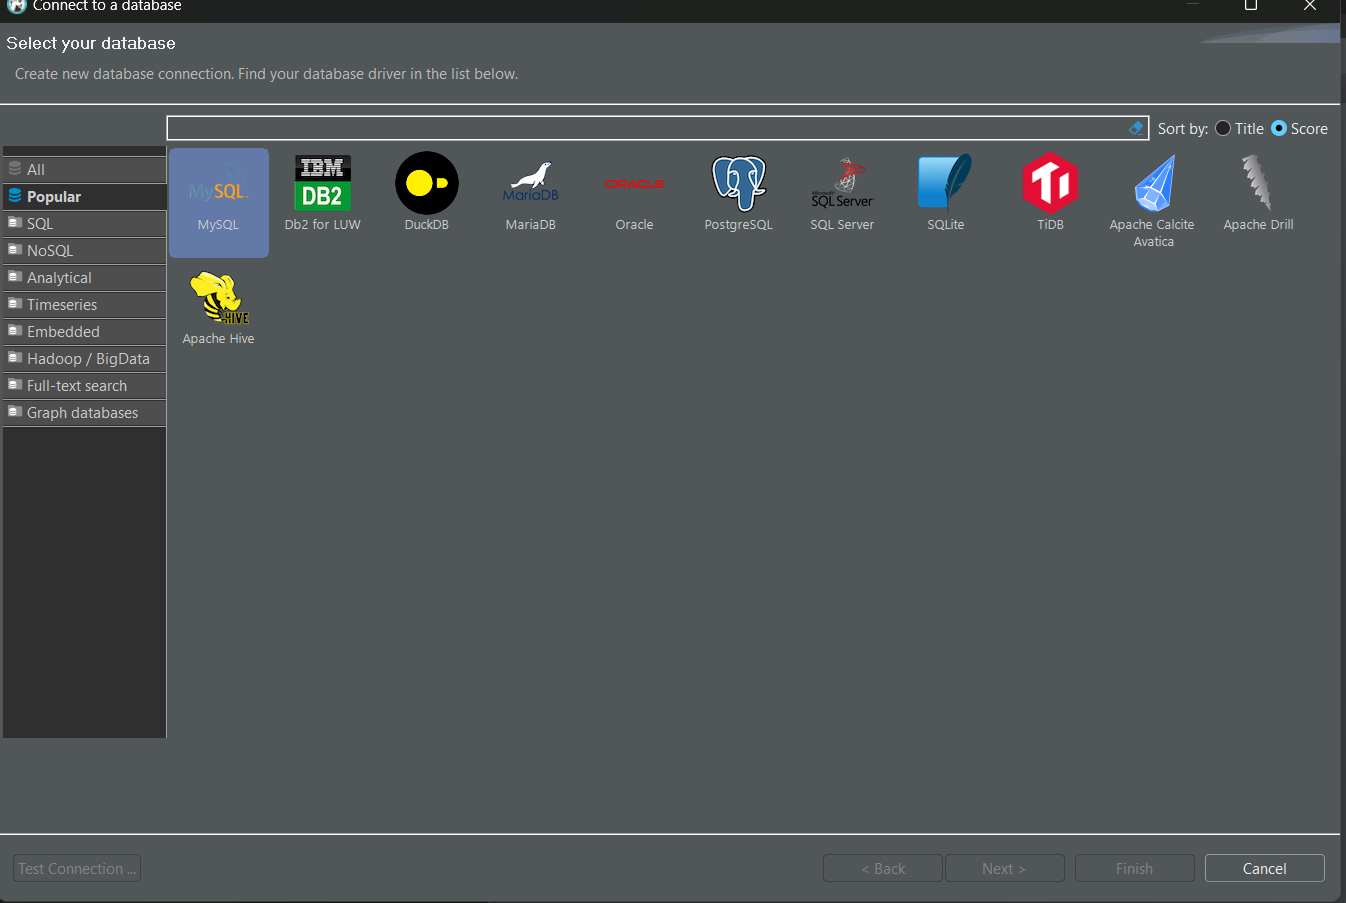 Connect to a database
Select your database
Create new database connection. Find your database driver in the list below.
Sort by: Title Score
All
Popular
SQL
NoSQL
Analytical
Timeseries
Embedded
Hadoop / BigData
Full-text search
Graph databases
MySQL
MySQL
IBM
DB2
Db2 for LUW
DuckDB
MariaDB
MariaDB
ORACLE
Oracle
PostgreSQL
Microsoft
SQL Server
SQL Server
SQLite
TiDB
Apache Calcite
Avatica
Apache Drill
HIVE
Apache Hive
Test Connection ...
< Back
Next >
Finish
Cancel